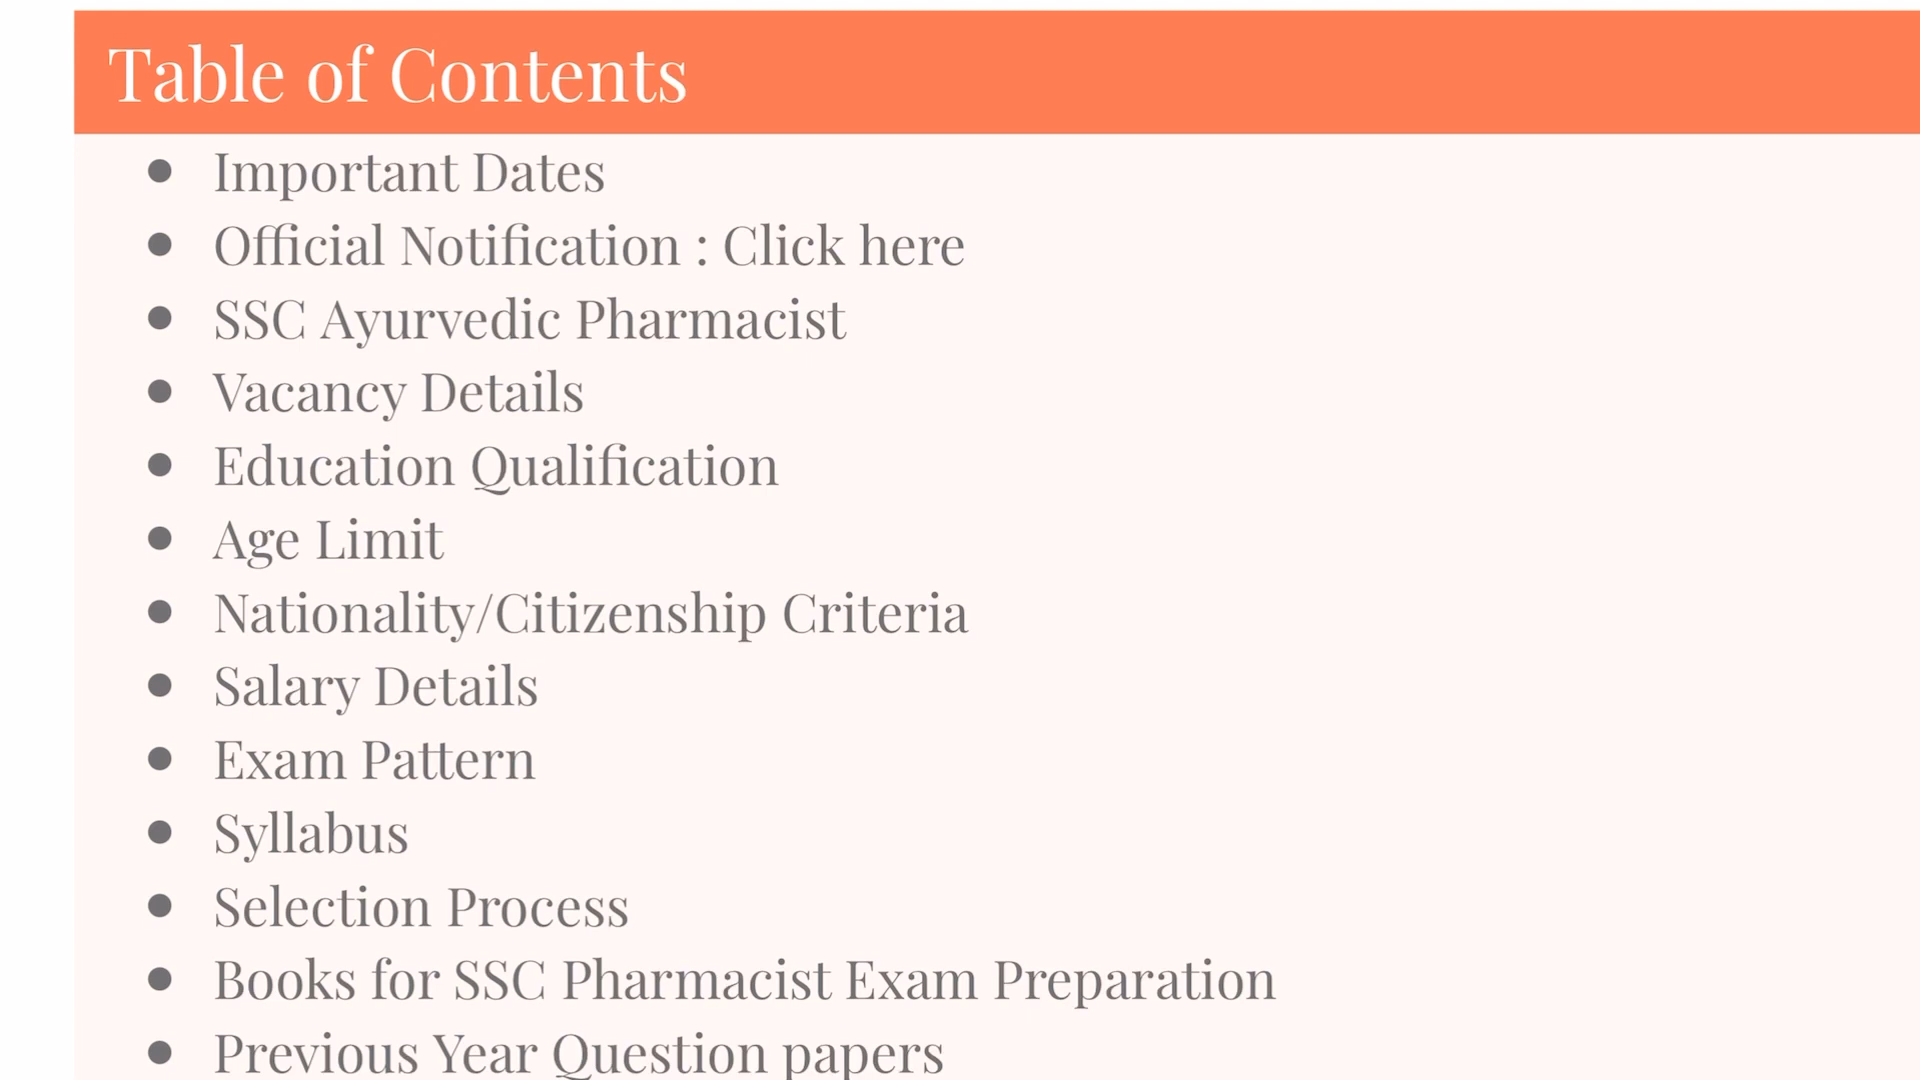 Table of Contents
Important Dates
Official Notification : Click here
SSC Ayurvedic Pharmacist
Vacancy Details
Education Qualification
Age Limit
Nationality/Citizenship Criteria
Salary Details
Exam Pattern
Syllabus
Selection Process
Books for SSC Pharmacist Exam Preparation
Previous Year Question papers